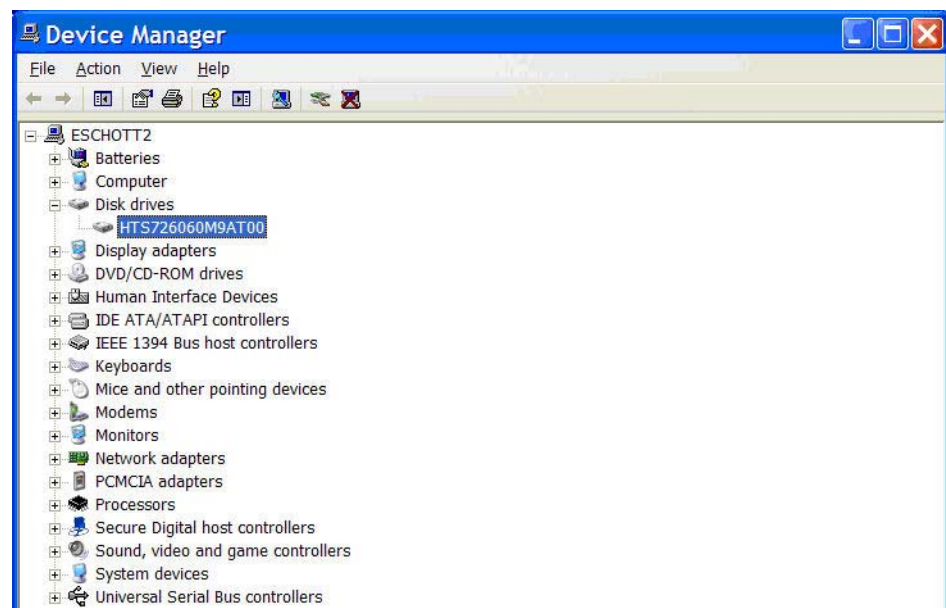 Device Manager
File Action View Help
ESCHOTT2
Batteries
Computer
Disk drives
HTS726060M9AT00
Display adapters
DVD/CD-ROM drives
Human Interface Devices
IDE ATA/ATAPI controllers
IEEE 1394 Bus host controllers
Keyboards
Mice and other pointing devices
Modems
Monitors
Network adapters
PCMCIA adapters
Processors
Secure Digital host controllers
Sound, video and game controllers
System devices
Universal Serial Bus controllers